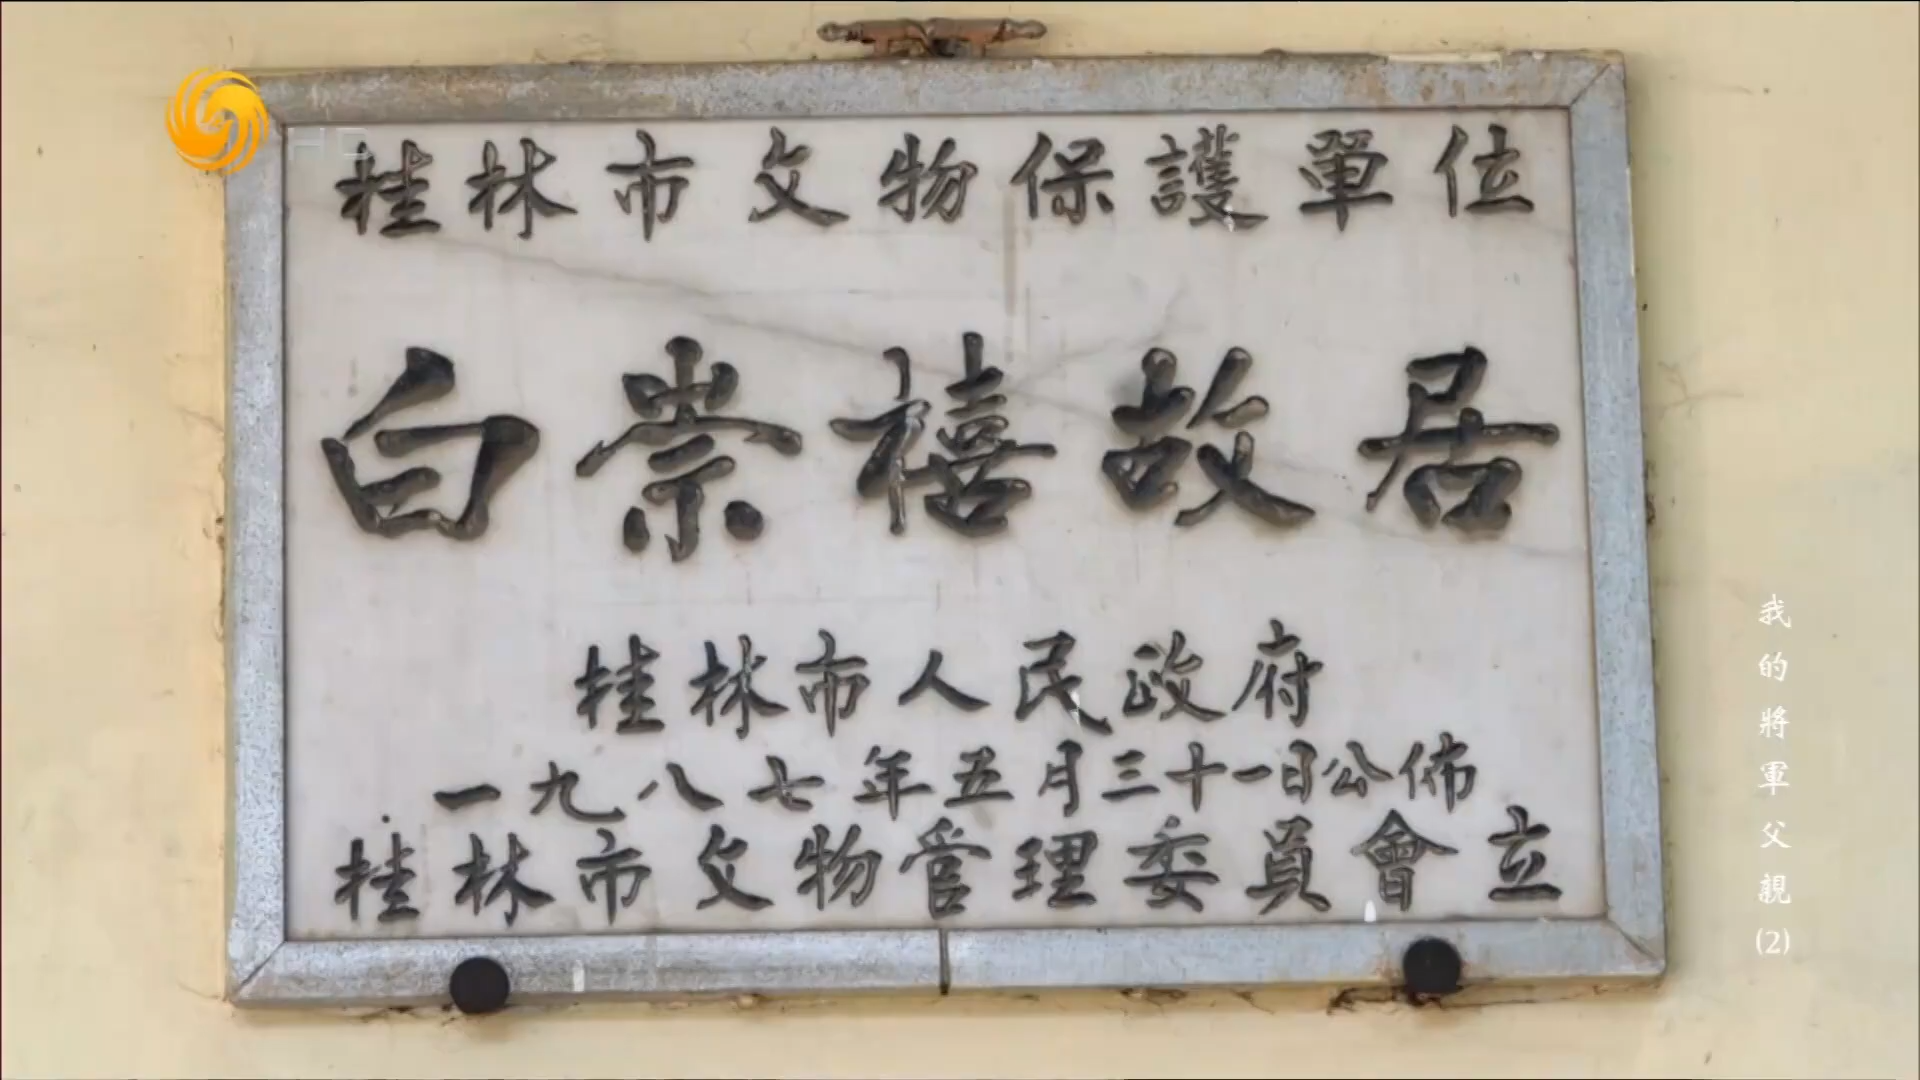 桂林市文物保護單位
白崇禧故居
桂林市人民政府
一九八七年五月三十一日公佈
桂林市文物管理委員會立
我的將軍父親(2)
HD